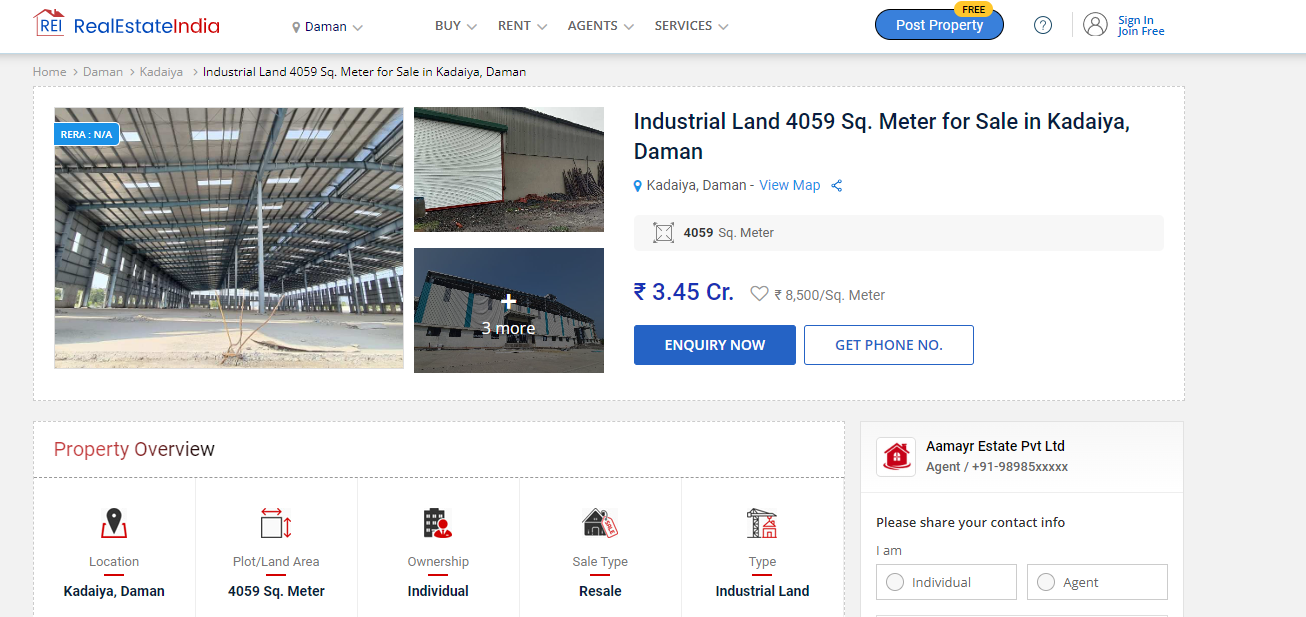 REI RealEstateIndia
Daman
BUY RENT AGENTS SERVICES
FREE
Post Property
?
Sign In
Join Free
Home > Daman > Kadaiya > Industrial Land 4059 Sq. Meter for Sale in Kadaiya, Daman
RERA : N/A
+
3 more
Industrial Land 4059 Sq. Meter for Sale in Kadaiya,
Daman
Kadaiya, Daman - View Map
4059 Sq. Meter
₹ 3.45 Cr. ₹ 8,500/Sq. Meter
ENQUIRY NOW GET PHONE NO.
Property Overview
Location
Kadaiya, Daman
Plot/Land Area
4059 Sq. Meter
Ownership
Individual
SALE
Sale Type
Resale
Type
Industrial Land
Aamayr Estate Pvt Ltd
Agent / +91-98985xxxxx
Please share your contact info
I am
Individual Agent